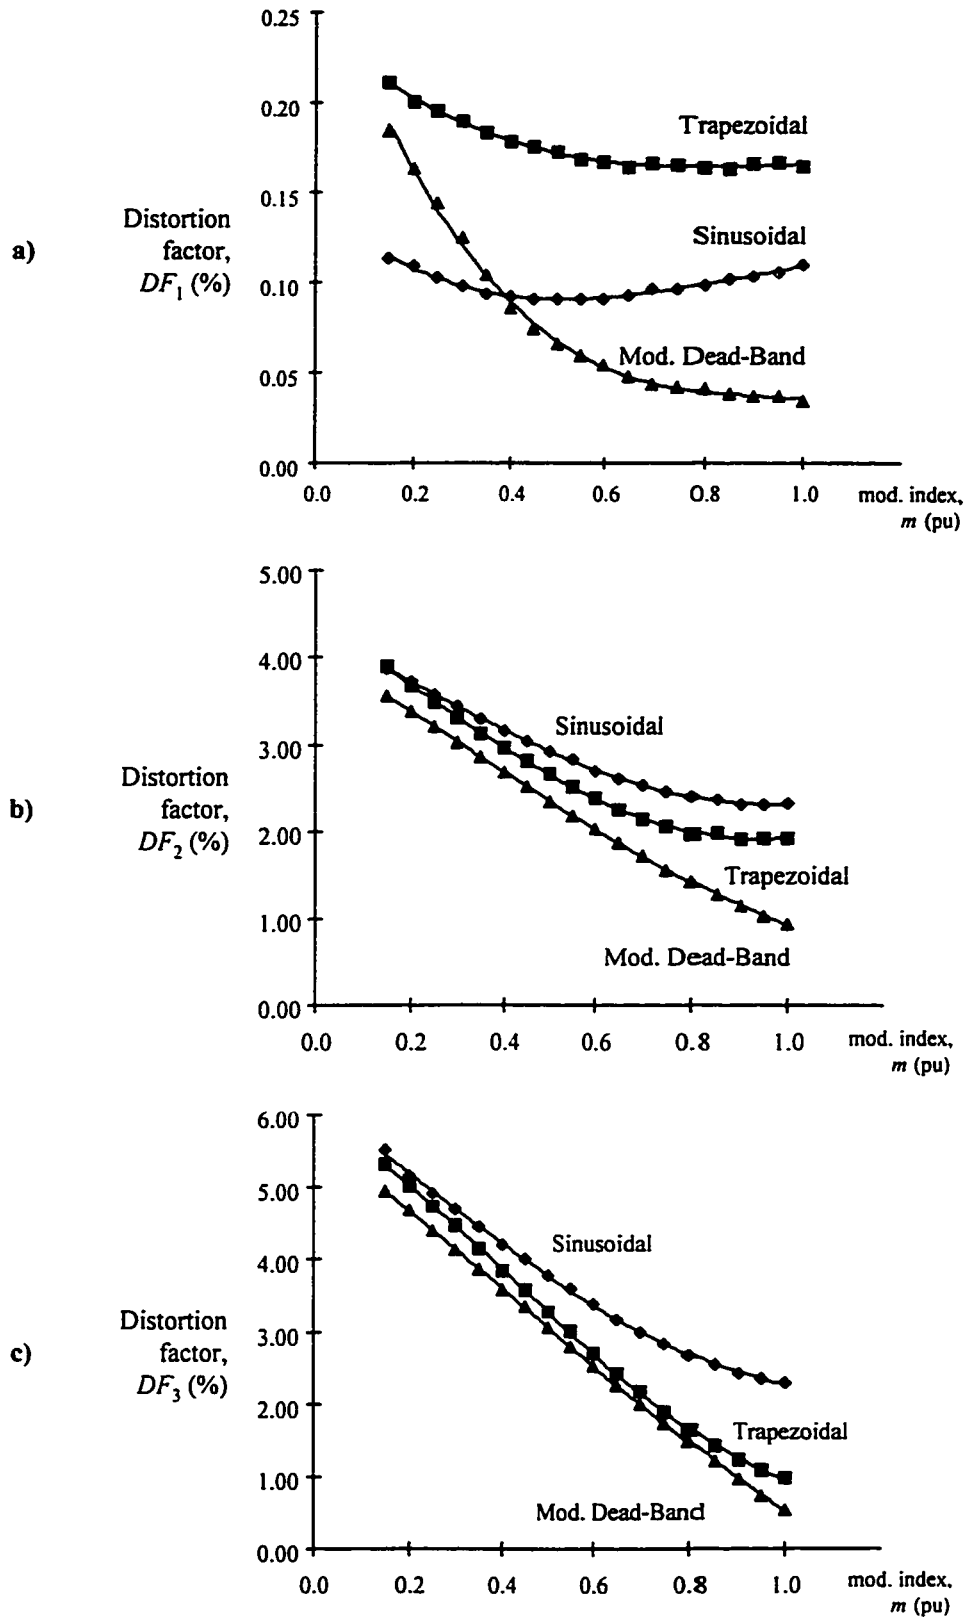 0.25
0.20
Trapezoidal
0.15
Distortion
factor,
DF1 (%)
a)
Sinusoidal
0.10
Mod. Dead-Band
0.05
0.00
0.0 0.2 0.4 0.6 0.8 1.0 mod. index,
m (pu)
5.00
4.00
Sinusoidal
3.00
Distortion
factor,
DF2 (%)
b)
2.00
Trapezoidal
1.00
Mod. Dead-Band
0.00
0.0 0.2 0.4 0.6 0.8 1.0 mod. index,
m (pu)
6.00
5.00
Sinusoidal
4.00
Distortion
factor,
DF3 (%)
c)
3.00
2.00
Trapezoidal
1.00
Mod. Dead-Band
0.00
0.0 0.2 0.4 0.6 0.8 1.0 mod. index,
m (pu)